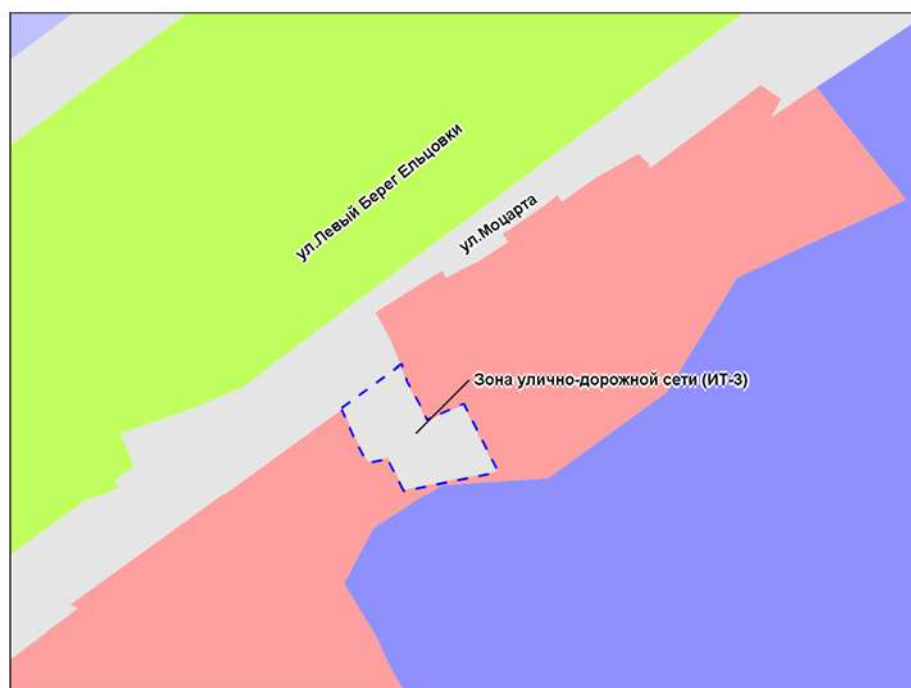 ул.Левый Берег Ельцовки
ул.Моцарта
Зона улично-дорожной сети (ИТ-3)